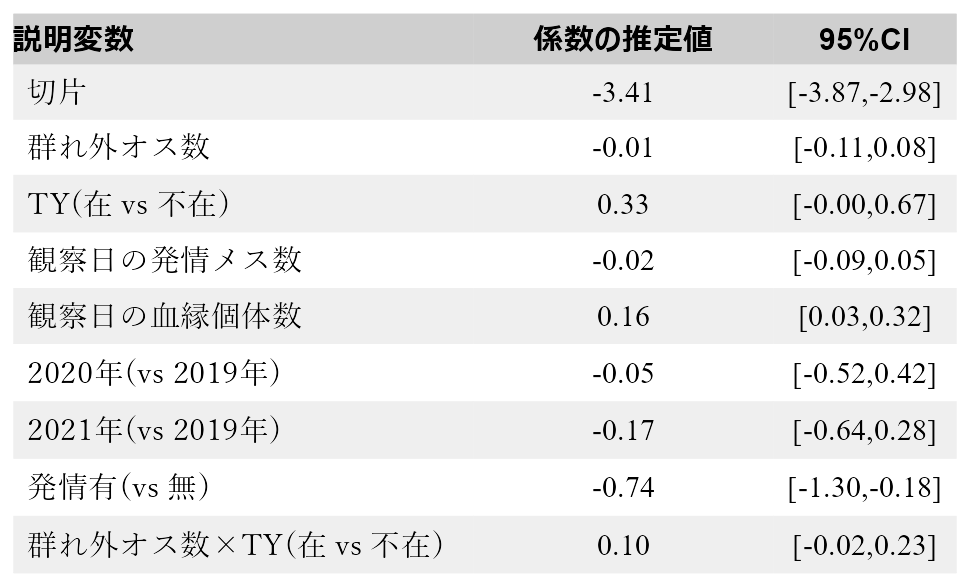 説明変数 係数の推定値 95%CI
切片 -3.41 [-3.87,-2.98]
群れ外オス数 -0.01 [-0.11,0.08]
TY(在 vs 不在) 0.33 [-0.00,0.67]
観察日の発情メス数 -0.02 [-0.09,0.05]
観察日の血縁個体数 0.16 [0.03,0.32]
2020年(vs 2019年) -0.05 [-0.52,0.42]
2021年(vs 2019年) -0.17 [-0.64,0.28]
発情有(vs 無) -0.74 [-1.30,-0.18]
群れ外オス数×TY(在 vs 不在) 0.10 [-0.02,0.23]